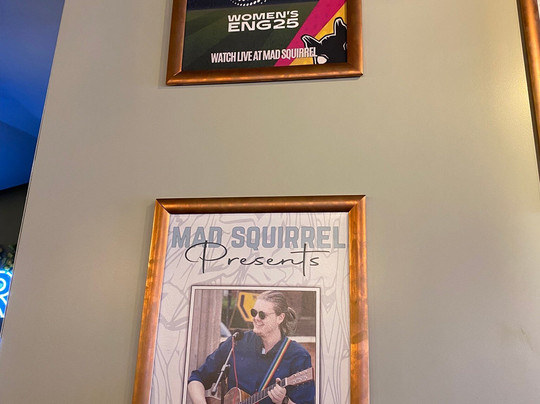 WOMEN'S
ENG25
WATCH LIVE AT MAD SQUIRREL
MAD SQUIRREL
Presents